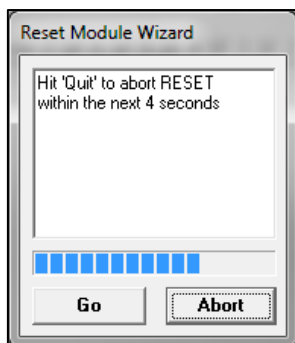 Reset Module Wizard
Hit 'Quit' to abort RESET
within the next 4 seconds
Go
Abort